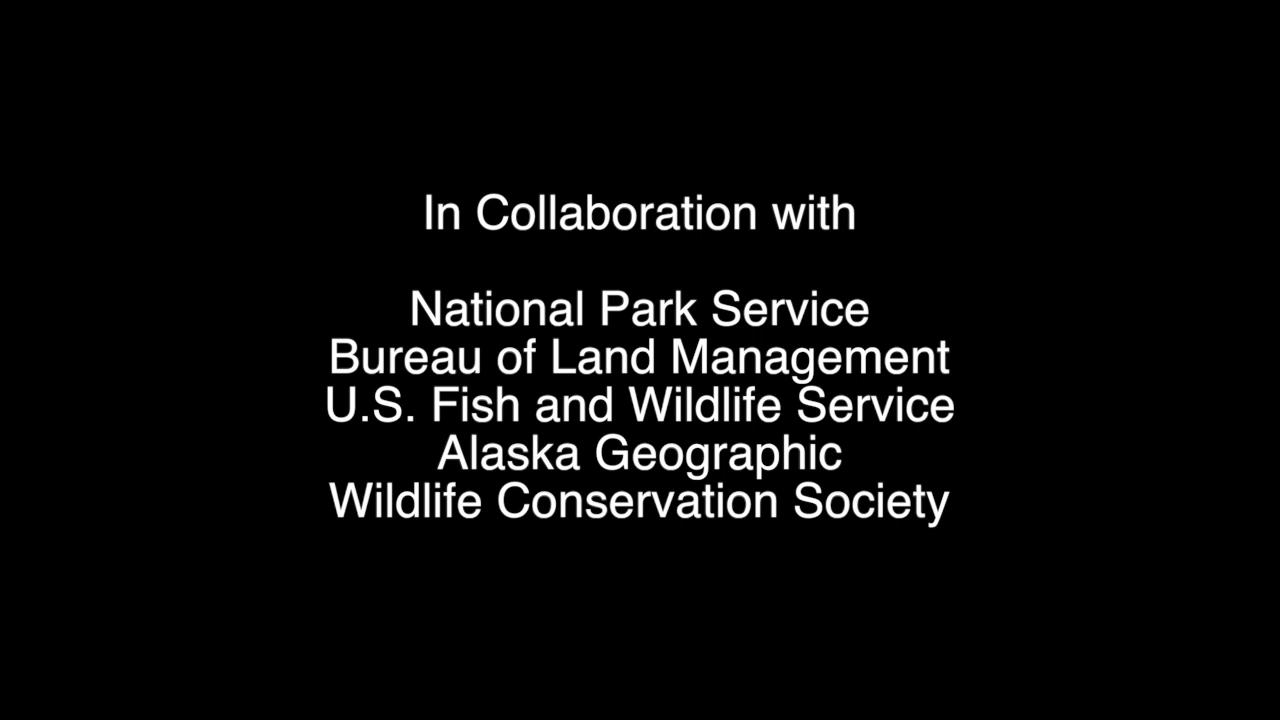 In Collaboration with
National Park Service
Bureau of Land Management
U.S. Fish and Wildlife Service
Alaska Geographic
Wildlife Conservation Society